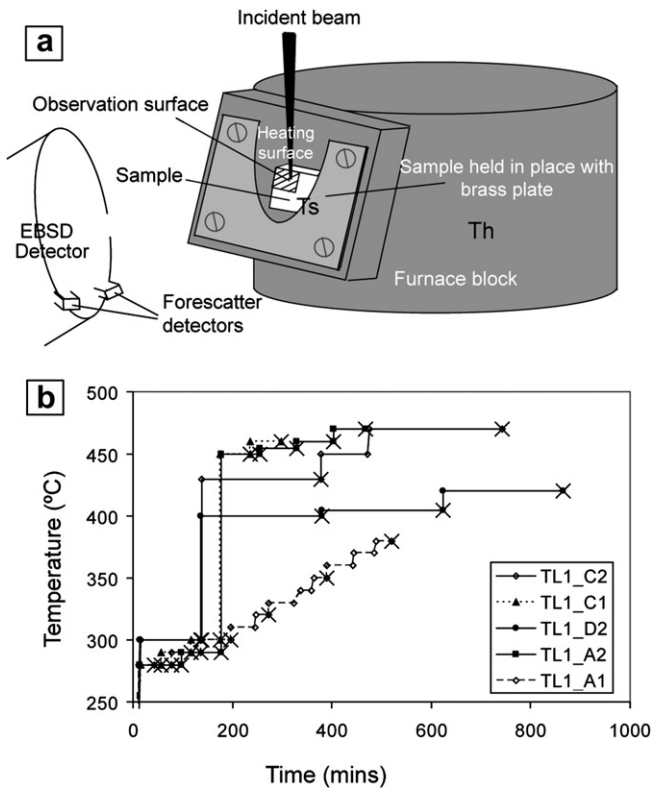 a
Incident beam
Observation surface
Heating
surface
Sample
Ts
Sample held in place with
brass plate
EBSD
Detector
Th
Forescatter
detectors
Furnace block
b
500
450
400
350
300
250
Temperature (ºC)
TL1_C2
TL1_C1
TL1_D2
TL1_A2
TL1_A1
0
200
400
600
800
1000
Time (mins)